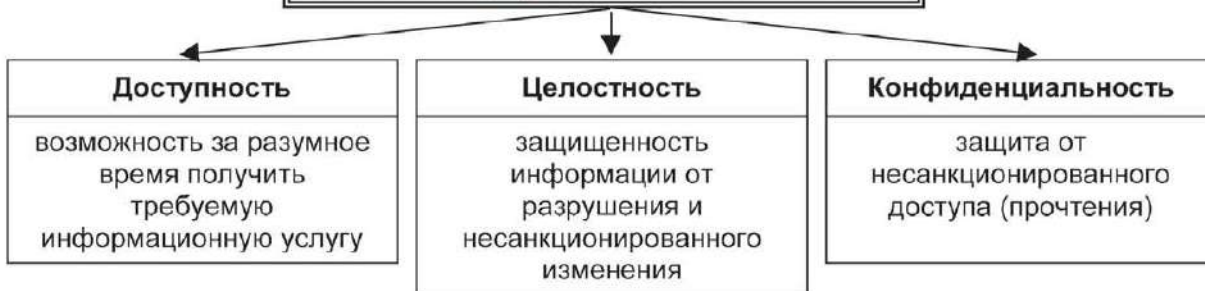 Доступность
возможность за разумное
время получить
требуемую
информационную услугу
Целостность
защищенность
информации от
разрушения и
несанкционированного
изменения
Конфиденциальность
защита от
несанкционированного
доступа (прочтения)